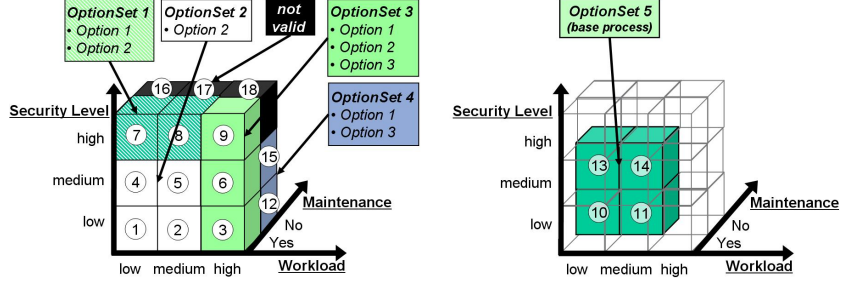 OptionSet 1
• Option 1
• Option 2
OptionSet 2
• Option 2
not
valid
OptionSet 3
• Option 1
• Option 2
• Option 3
OptionSet 4
• Option 1
• Option 3
Security Level
high
medium
low
16
17
18
7
8
9
15
4
5
6
12
1
2
3
Maintenance
No
Yes
low medium high
Workload
OptionSet 5
(base process)
Security Level
high
medium
low
13
14
10
11
Maintenance
No
Yes
low medium high
Workload